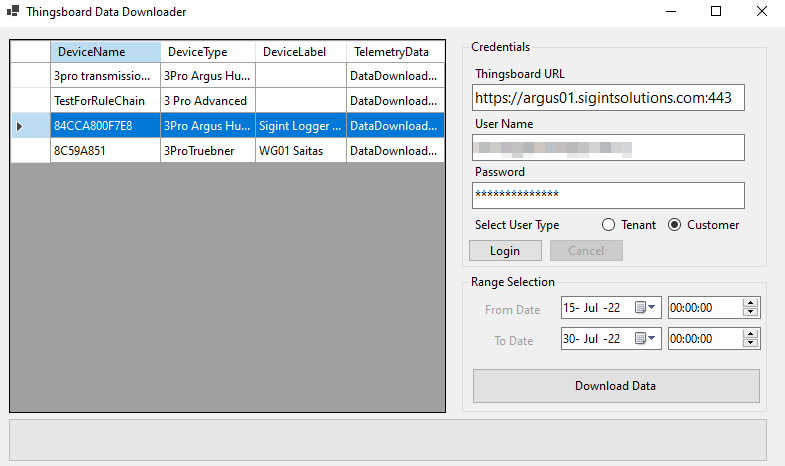 Thingsboard Data Downloader
DeviceName DeviceType DeviceLabel TelemetryData
3pro transmissio... 3Pro Argus Hu... DataDownload...
TestForRuleChain 3 Pro Advanced DataDownload...
84CCA800F7E8 3Pro Argus Hu... Sigint Logger ... DataDownload...
8C59A851 3ProTruebner WG01 Saitas DataDownload...
Credentials
Thingsboard URL
https://argus01.sigintsolutions.com:443
User Name
Password
**************
Select User Type Tenant Customer
Login Cancel
Range Selection
From Date 15- Jul -22 00:00:00
To Date 30- Jul -22 00:00:00
Download Data